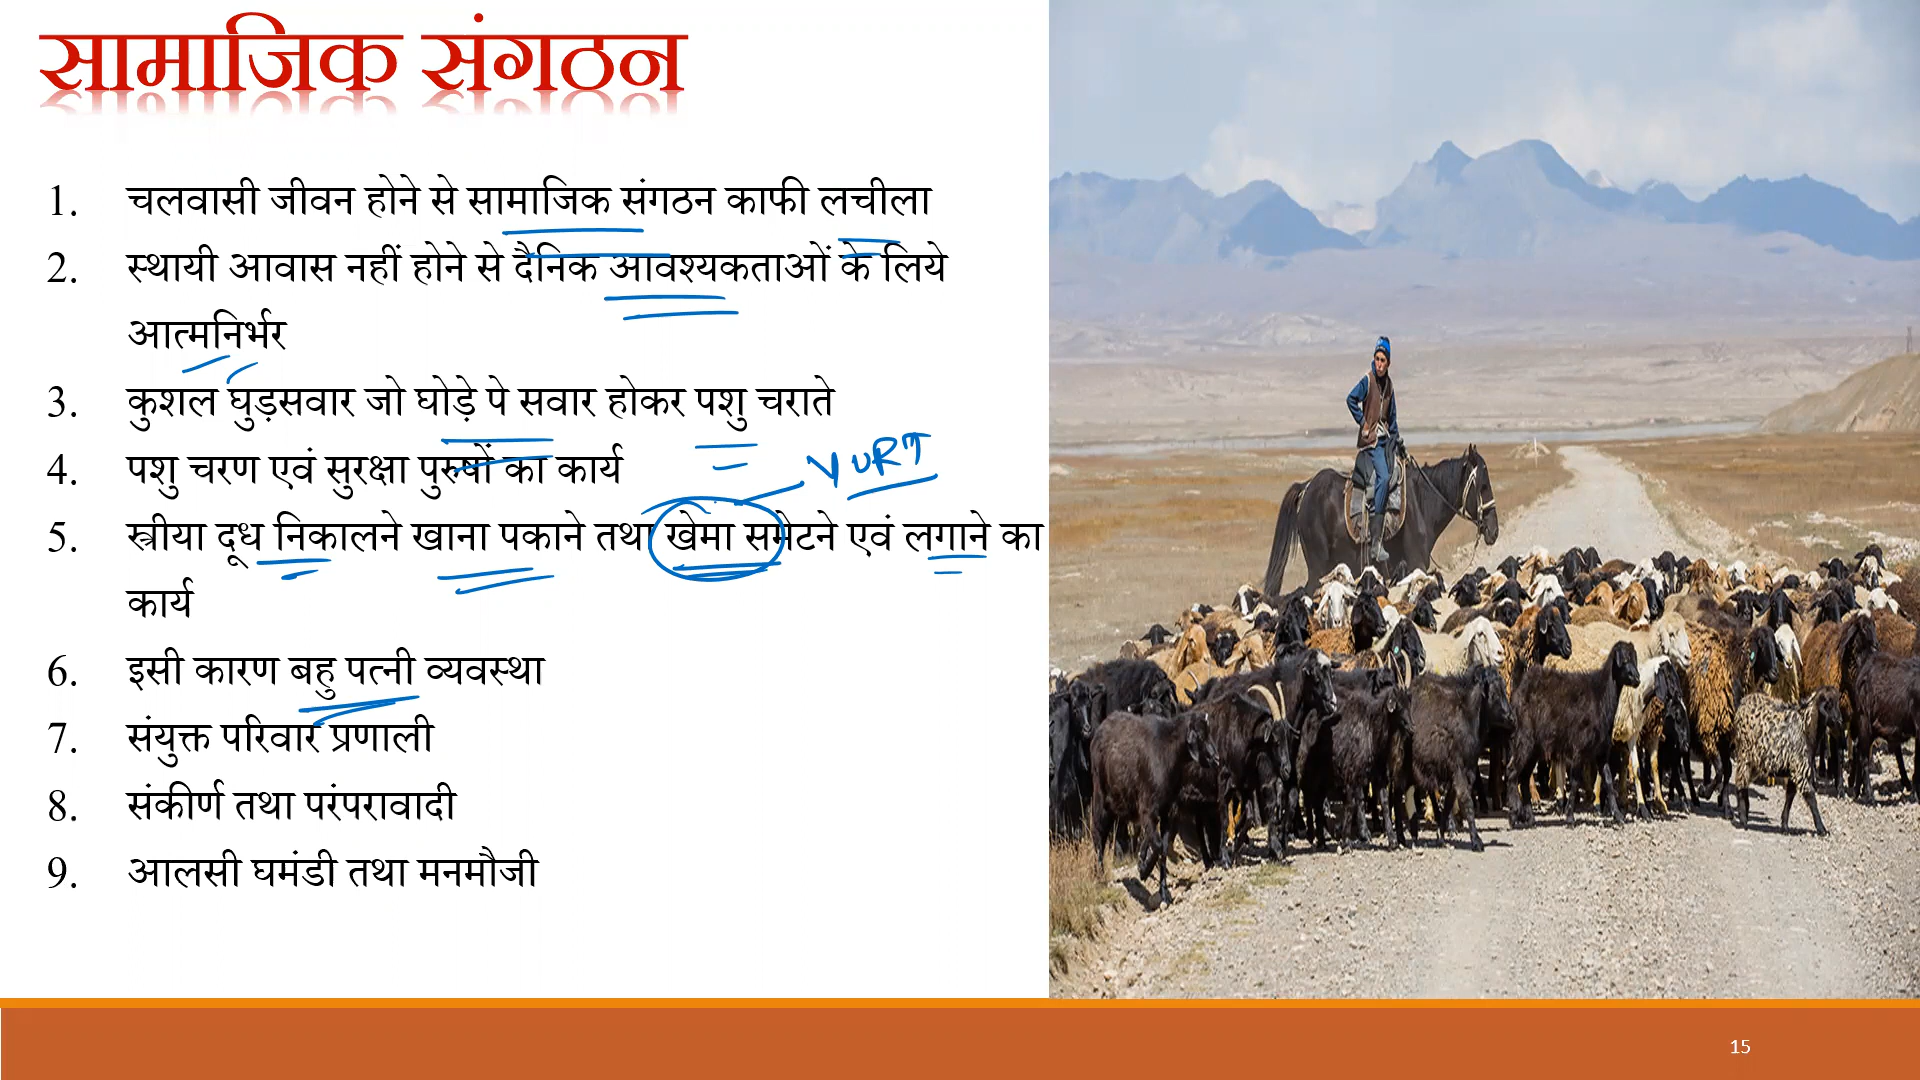 सामाजिक संगठन
1. चलवासी जीवन होने से सामाजिक संगठन काफी लचीला
2. स्थायी आवास नहीं होने से दैनिक आवश्यकताओं के लिये
आत्मनिर्भर
3. कुशल घुड़सवार जो घोड़े पे सवार होकर पशु चराते
4. पशु चरण एवं सुरक्षा पुरुषों का कार्य
YURT
5. स्त्रीया दूध निकालने खाना पकाने तथा खेमा समेटने एवं लगाने का
कार्य
6. इसी कारण बहु पत्नी व्यवस्था
7. संयुक्त परिवार प्रणाली
8. संकीर्ण तथा परंपरावादी
9. आलसी घमंडी तथा मनमौजी
15